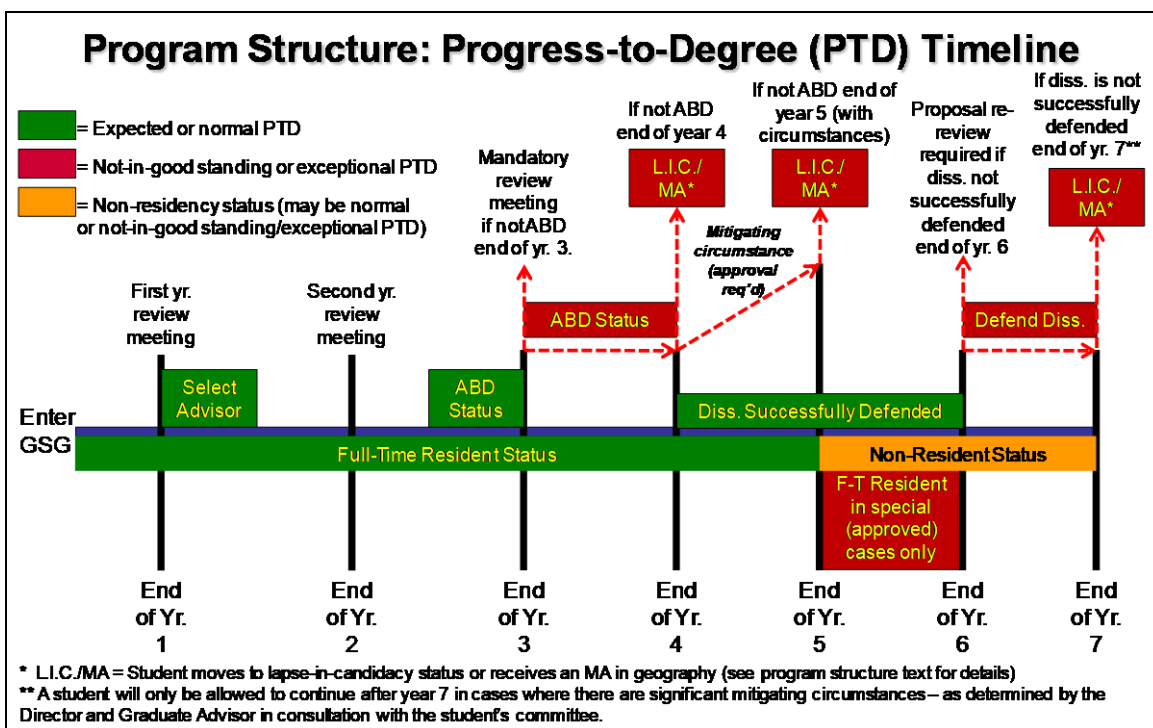 Program Structure: Progress-to-Degree (PTD) Timeline
= Expected or normal PTD
= Not-in-good standing or exceptional PTD
= Non-residency status (may be normal
or not-in-good standing/exceptional PTD)
First yr.
review
meeting
Second yr.
review
meeting
Mandatory
review
meeting
if not ABD
end of yr. 3.
If not ABD
end of year 4
L.I.C./
MA*
If not ABD end of
year 5 (with
circumstances)
L.I.C./
MA*
Mitigating
circumstance
(approval
req'd)
Proposal re-
review
required if
diss. not
successfully
defended
end of yr. 6
If diss. is not
successfully
defended
end of yr. 7**
L.I.C./
MA*
ABD Status
Defend Diss.
Enter
GSG
Select
Advisor
ABD
Status
Diss. Successfully Defended
Full-Time Resident Status
Non-Resident Status
F-T Resident
in special
(approved)
cases only
End
of Yr.
1
End
of Yr.
2
End
of Yr.
3
End
of Yr.
4
End
of Yr.
5
End
of Yr.
6
End
of Yr.
7
* L.I.C./MA = Student moves to lapse-in-candidacy status or receives an MA in geography (see program structure text for details)
** A student will only be allowed to continue after year 7 in cases where there are significant mitigating circumstances – as determined by the
Director and Graduate Advisor in consultation with the student's committee.